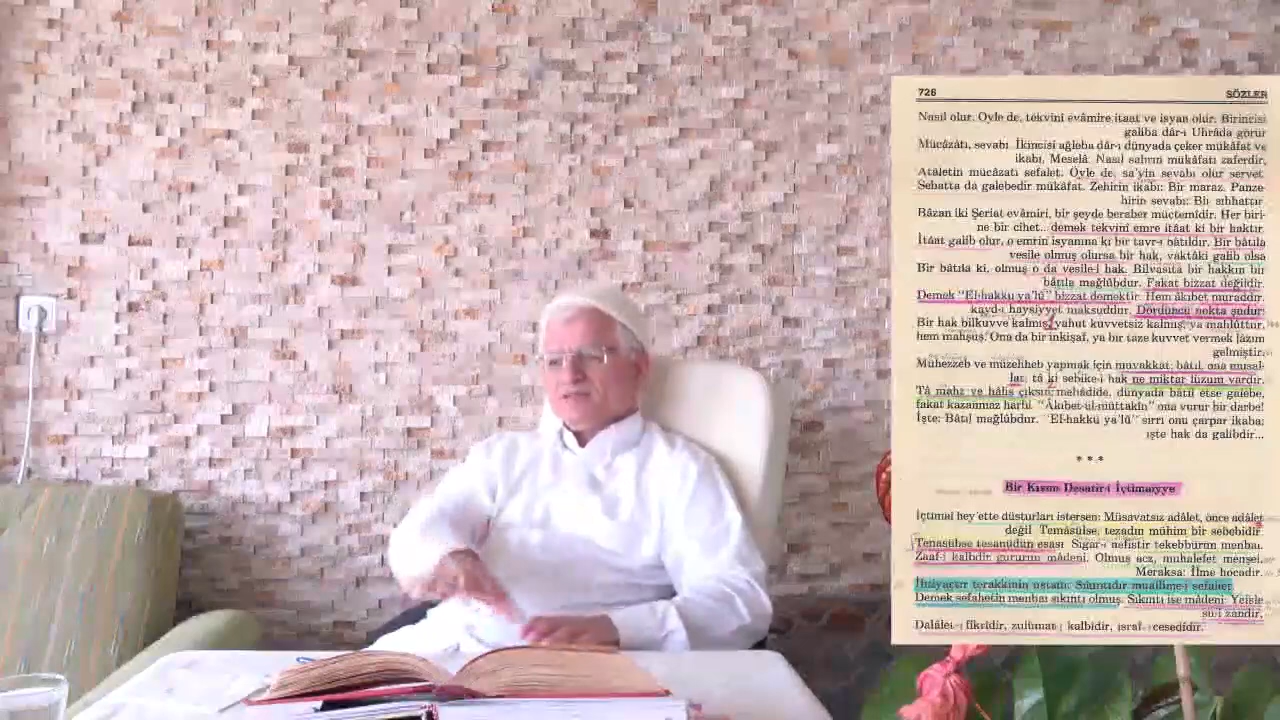 726 SÖZLER
Nasıl olur. Öyle de, tekvinî evâmire itaat ve isyan olur. Birincisi
galiba dâr-ı Uhrâda görür
Mücâzatı, sevabı. İkincisi ağleba dâr-ı dünyada çeker mükâfat ve
ikabı, Meselâ: Nasıl sabrın mükâfatı zaferdir,
Atâletin mücâzatı sefalet. Öyle de, sa'yin sevabı olur servet.
Sebatta da galebedir mükâfat. Zehirin ikabı: Bir maraz. Panze-
hirin sevabı: Bir sıhhattır
Bâzan iki Şeriat evâmiri, bir şeyde beraber müctemidir. Her biri-
ne bir cihet... demek tekvinî emre itâat ki bir haktır.
İtâat galib olur, o emrin isyanına ki bir tavr-ı bâtıldır. Bir bâtıla
vesile olmuş olursa bir hak, vaktâki galib olsa
Bir bâtıla ki, olmuş o da vesile-i hak. Bilvasıta bir hakkın bir
bâtıla mağlûbdur. Fakat bizzat değildir.
Demek "El-hakku ya'lû" bizzat demektir. Hem âkıbet muraddır,
kayd-ı haysiyyet maksuddur. Dördüncü nokta şudur:
Bir hak bilkuvve kalmış, yahut kuvvetsiz kalmış, ya mahlûttur,
hem mahşuş. Ona da bir inkişaf, ya bir taze kuvvet vermek lâzım
gelmiştir.
Mühezzeb ve müzehheb yapmak için muvakkat; bâtıl, ona musal-
lat; tâ ki sebike-i hak ne miktar lüzum vardır.
Tâ mahz ve hâlis çıksın, mebâdide, dünyada bâtıl etse galebe,
fakat kazanmaz harbi. "Âkıbet-ül-müttakîn" ona vurur bir darbe!
İşte: Bâtıl mağlûbdur. "El-hakku ya'lû" sırrı onu çarpar ikaba;
işte hak da galibdir...
* * *
Bir Kısım Desatir-i İçtimaiyye
İçtimaî hey'ette düsturları istersen: Müsavatsız adâlet, önce adâlet
değil. Temâsülse tezadın mühim bir sebebidir.
Tenasübse tesanüdün esası. Sigar-ı nefistir tekebbürün menbaı.
Zaaf-ı kalbdir gururun mâdeni. Olmuş acz, muhalefet menşei.
Meraksa: İlme hocadır.
İhtiyaçtır terakkinin ustası. Sıkıntıdır muallime-i sefahet.
Demek sefahetin menbaı sıkıntı olmuş. Sıkıntı ise mâdeni: Yeisle
su-i zandır,
Dalâlet-i fikridir, zulümat-ı kalbidir, israf-ı cesedidir.